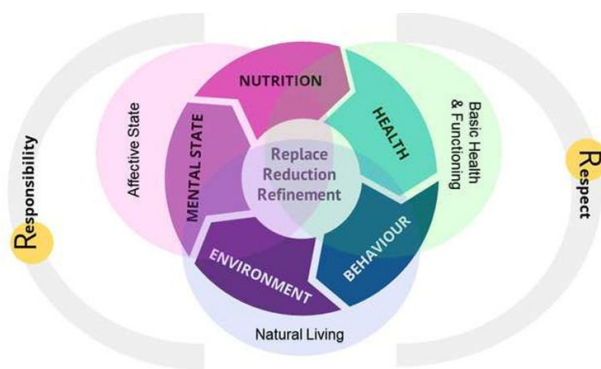 NUTRITION
HEALTH
BEHAVIOUR
ENVIRONMENT
MENTAL STATE
Replace
Reduction
Refinement
Affective State
Basic Health
& Functioning
Natural Living
Responsibility
Respect